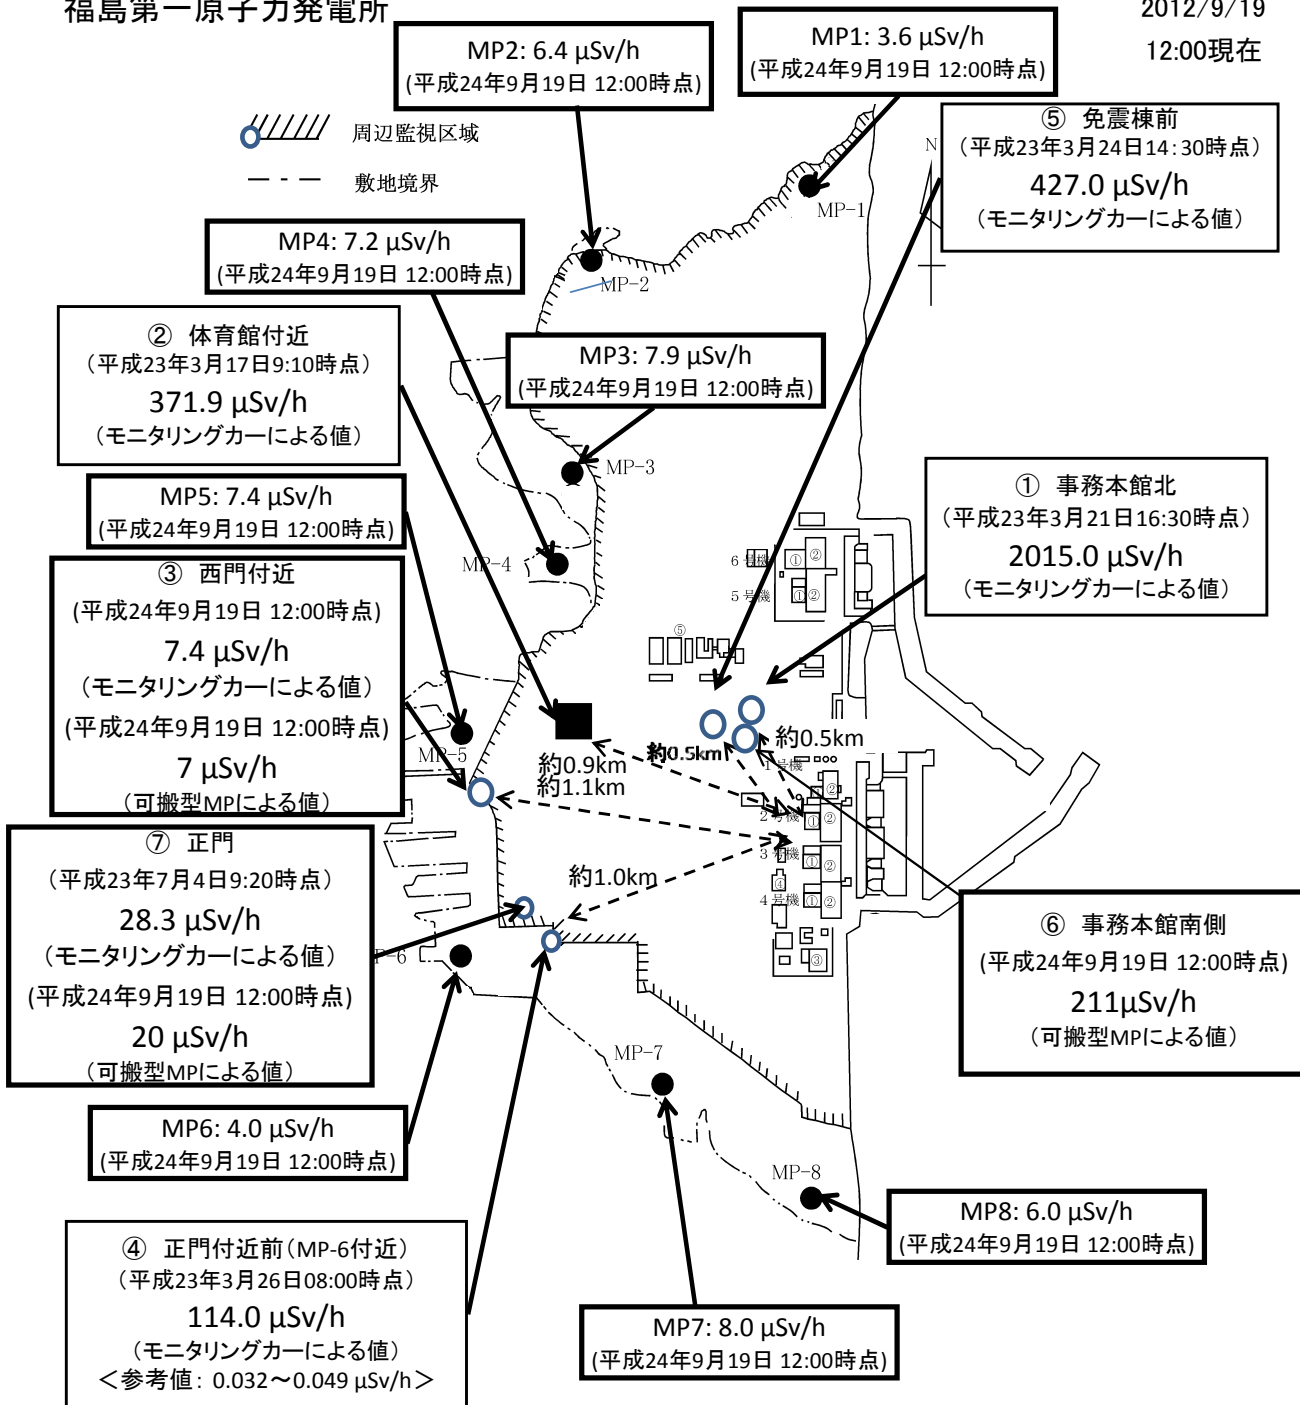 福島第一原子力発電所
2012/9/19
12:00現在
MP2: 6.4 μSv/h
(平成24年9月19日 12:00時点)
MP1: 3.6 μSv/h
(平成24年9月19日 12:00時点)
周辺監視区域
敷地境界
⑤ 免震棟前
(平成23年3月24日14:30時点)
427.0 μSv/h
(モニタリングカーによる値)
N
MP-1
MP4: 7.2 μSv/h
(平成24年9月19日 12:00時点)
MP-2
② 体育館付近
(平成23年3月17日9:10時点)
371.9 μSv/h
(モニタリングカーによる値)
MP3: 7.9 μSv/h
(平成24年9月19日 12:00時点)
MP-3
MP5: 7.4 μSv/h
(平成24年9月19日 12:00時点)
① 事務本館北
(平成23年3月21日16:30時点)
2015.0 μSv/h
(モニタリングカーによる値)
MP-4
6号機
① ②
5号機
① ②
③ 西門付近
(平成24年9月19日 12:00時点)
7.4 μSv/h
(モニタリングカーによる値)
(平成24年9月19日 12:00時点)
7 μSv/h
(可搬型MPによる値)
⑤
MP-5
約0.9km
約1.1km
約0.5km
約0.5km
1号機
②
2号機
① ②
3号機
① ②
④
4号機
① ②
③
約1.0km
⑦ 正門
(平成23年7月4日9:20時点)
28.3 μSv/h
(モニタリングカーによる値)
(平成24年9月19日 12:00時点)
20 μSv/h
(可搬型MPによる値)
P-6
⑥ 事務本館南側
(平成24年9月19日 12:00時点)
211μSv/h
(可搬型MPによる値)
MP-7
MP6: 4.0 μSv/h
(平成24年9月19日 12:00時点)
MP-8
MP8: 6.0 μSv/h
(平成24年9月19日 12:00時点)
④ 正門付近前(MP-6付近)
(平成23年3月26日08:00時点)
114.0 μSv/h
(モニタリングカーによる値)
＜参考値: 0.032～0.049 μSv/h＞
MP7: 8.0 μSv/h
(平成24年9月19日 12:00時点)